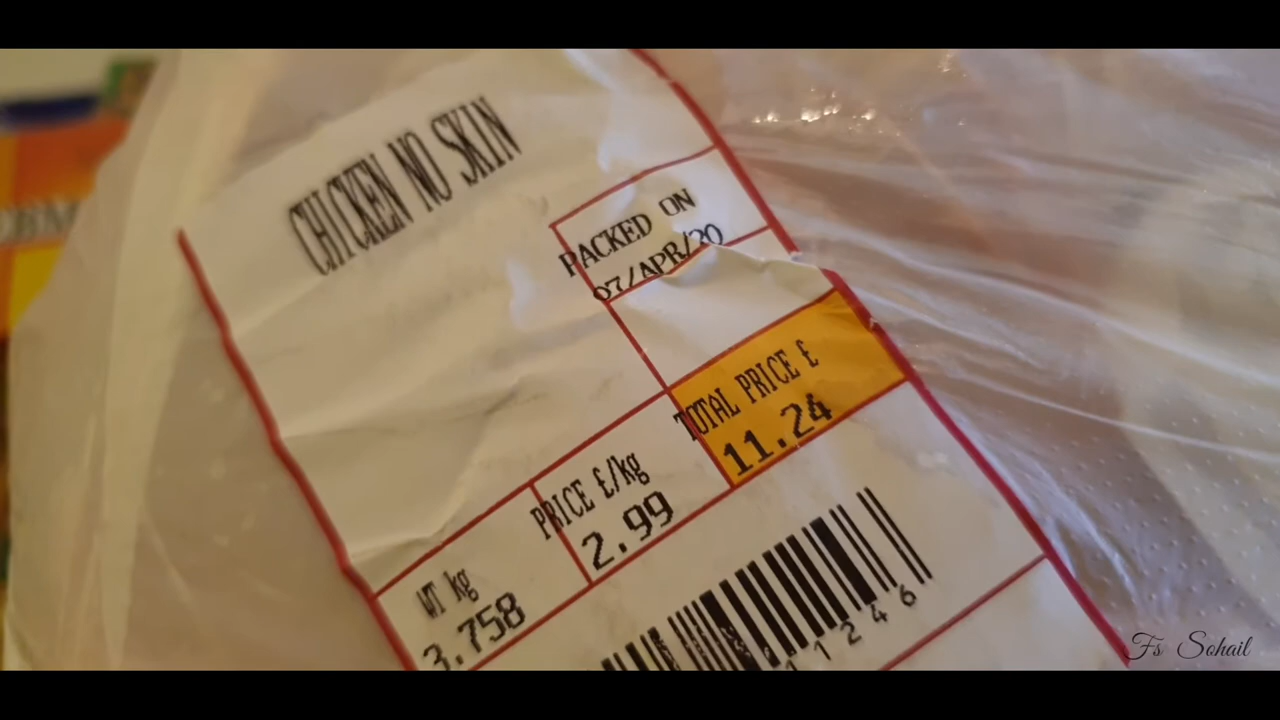 CHICKEN NO SKIN
PACKED ON
07/APR/20
TOTAL PRICE £
11.24
PRICE £/kg
2.99
WT kg
3.758
11246
Fs Sohail